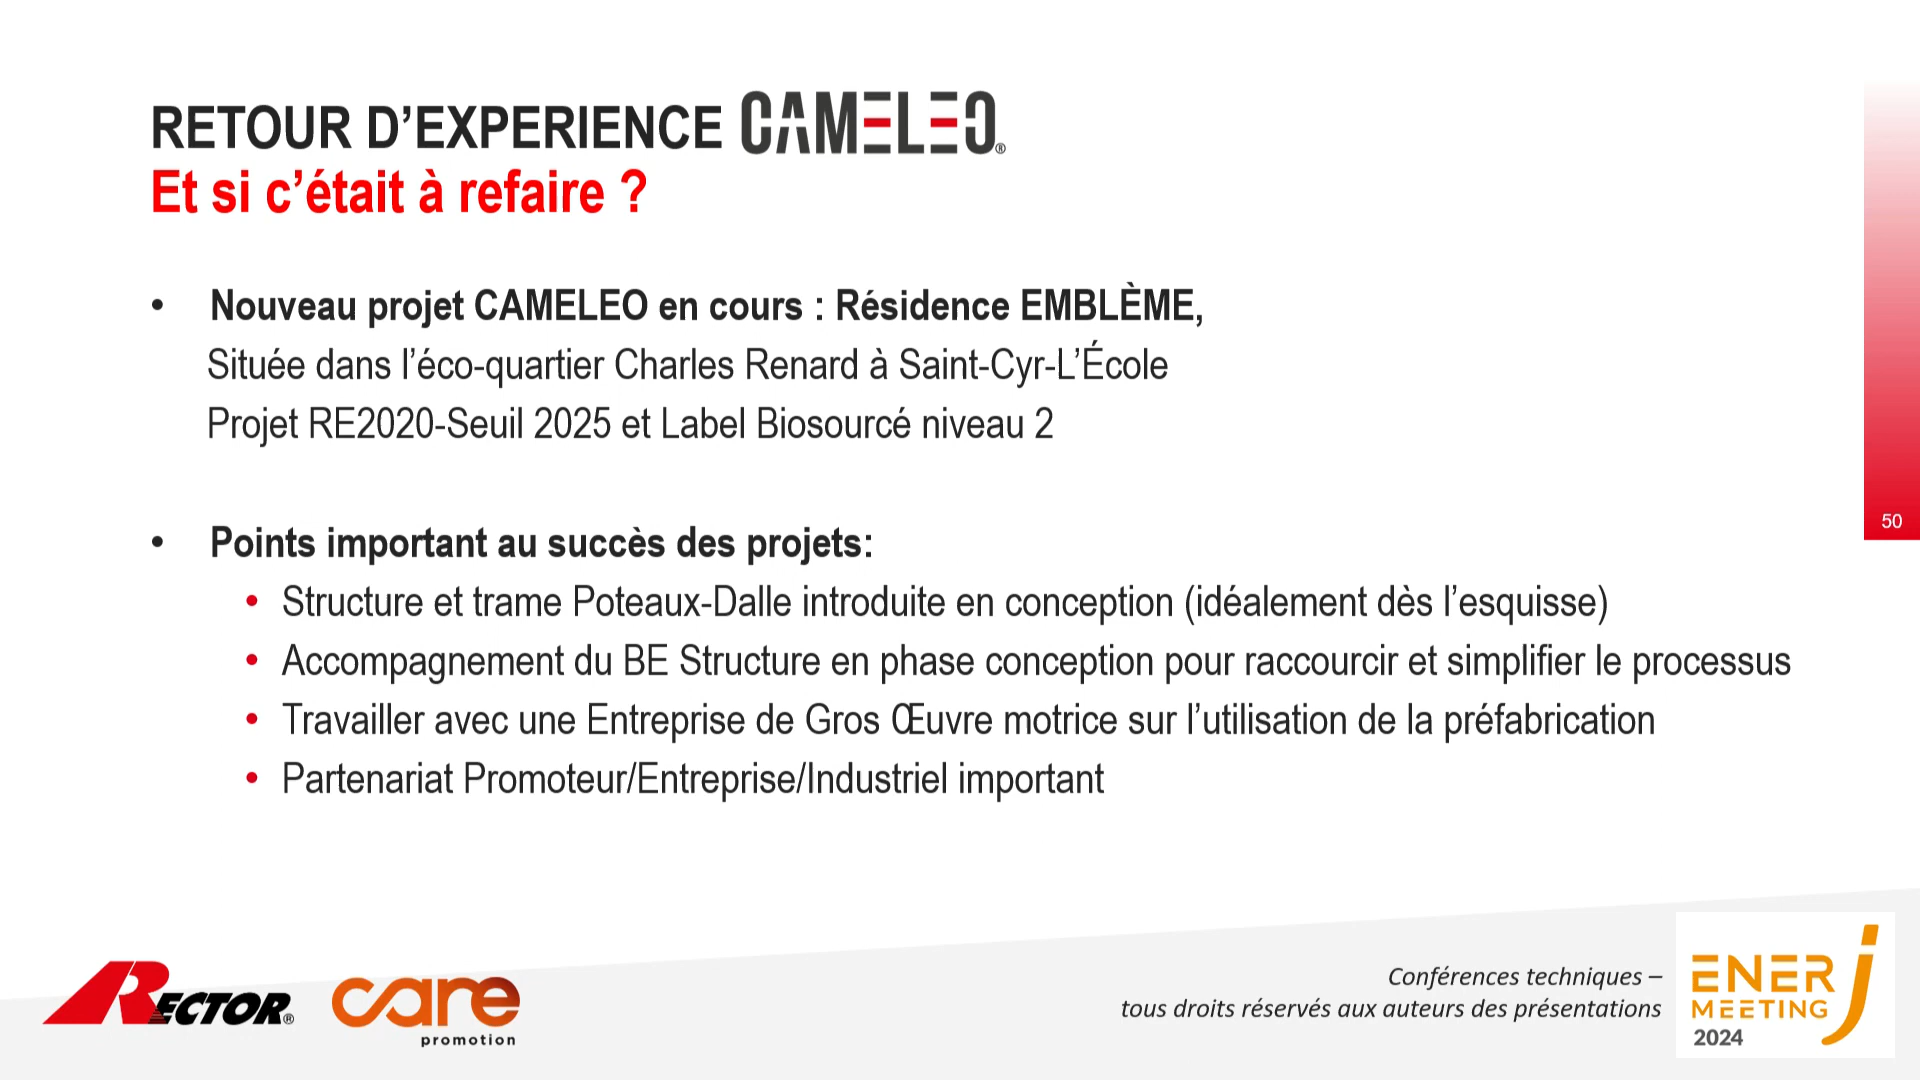 RETOUR D’EXPERIENCE CAMELEO®
Et si c’était à refaire ?
• Nouveau projet CAMELEO en cours : Résidence EMBLÈME,
Située dans l’éco-quartier Charles Renard à Saint-Cyr-L’École
Projet RE2020-Seuil 2025 et Label Biosourcé niveau 2
50
• Points important au succès des projets:
• Structure et trame Poteaux-Dalle introduite en conception (idéalement dès l’esquisse)
• Accompagnement du BE Structure en phase conception pour raccourcir et simplifier le processus
• Travailler avec une Entreprise de Gros Œuvre motrice sur l’utilisation de la préfabrication
• Partenariat Promoteur/Entreprise/Industriel important
RECTOR®
care
promotion
Conférences techniques –
tous droits réservés aux auteurs des présentations
ENERJ
MEETING
2024